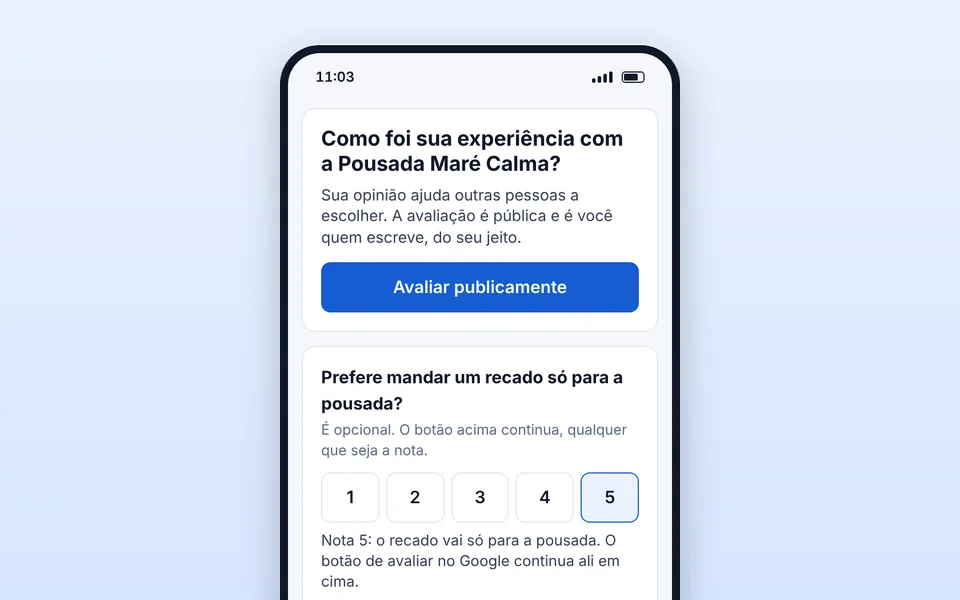 11:03
Como foi sua experiência com
a Pousada Maré Calma?
Sua opinião ajuda outras pessoas a
escolher. A avaliação é pública e é você
quem escreve, do seu jeito.
Avaliar publicamente
Prefere mandar um recado só para a
pousada?
É opcional. O botão acima continua, qualquer
que seja a nota.
1 2 3 4 5
Nota 5: o recado vai só para a pousada. O
botão de avaliar no Google continua ali em
cima.